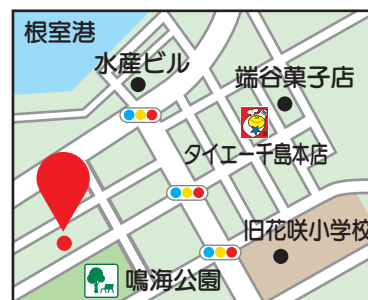 根室港
水産ビル
端谷菓子店
タイエー千島本店
旧花咲小学校
鳴海公園